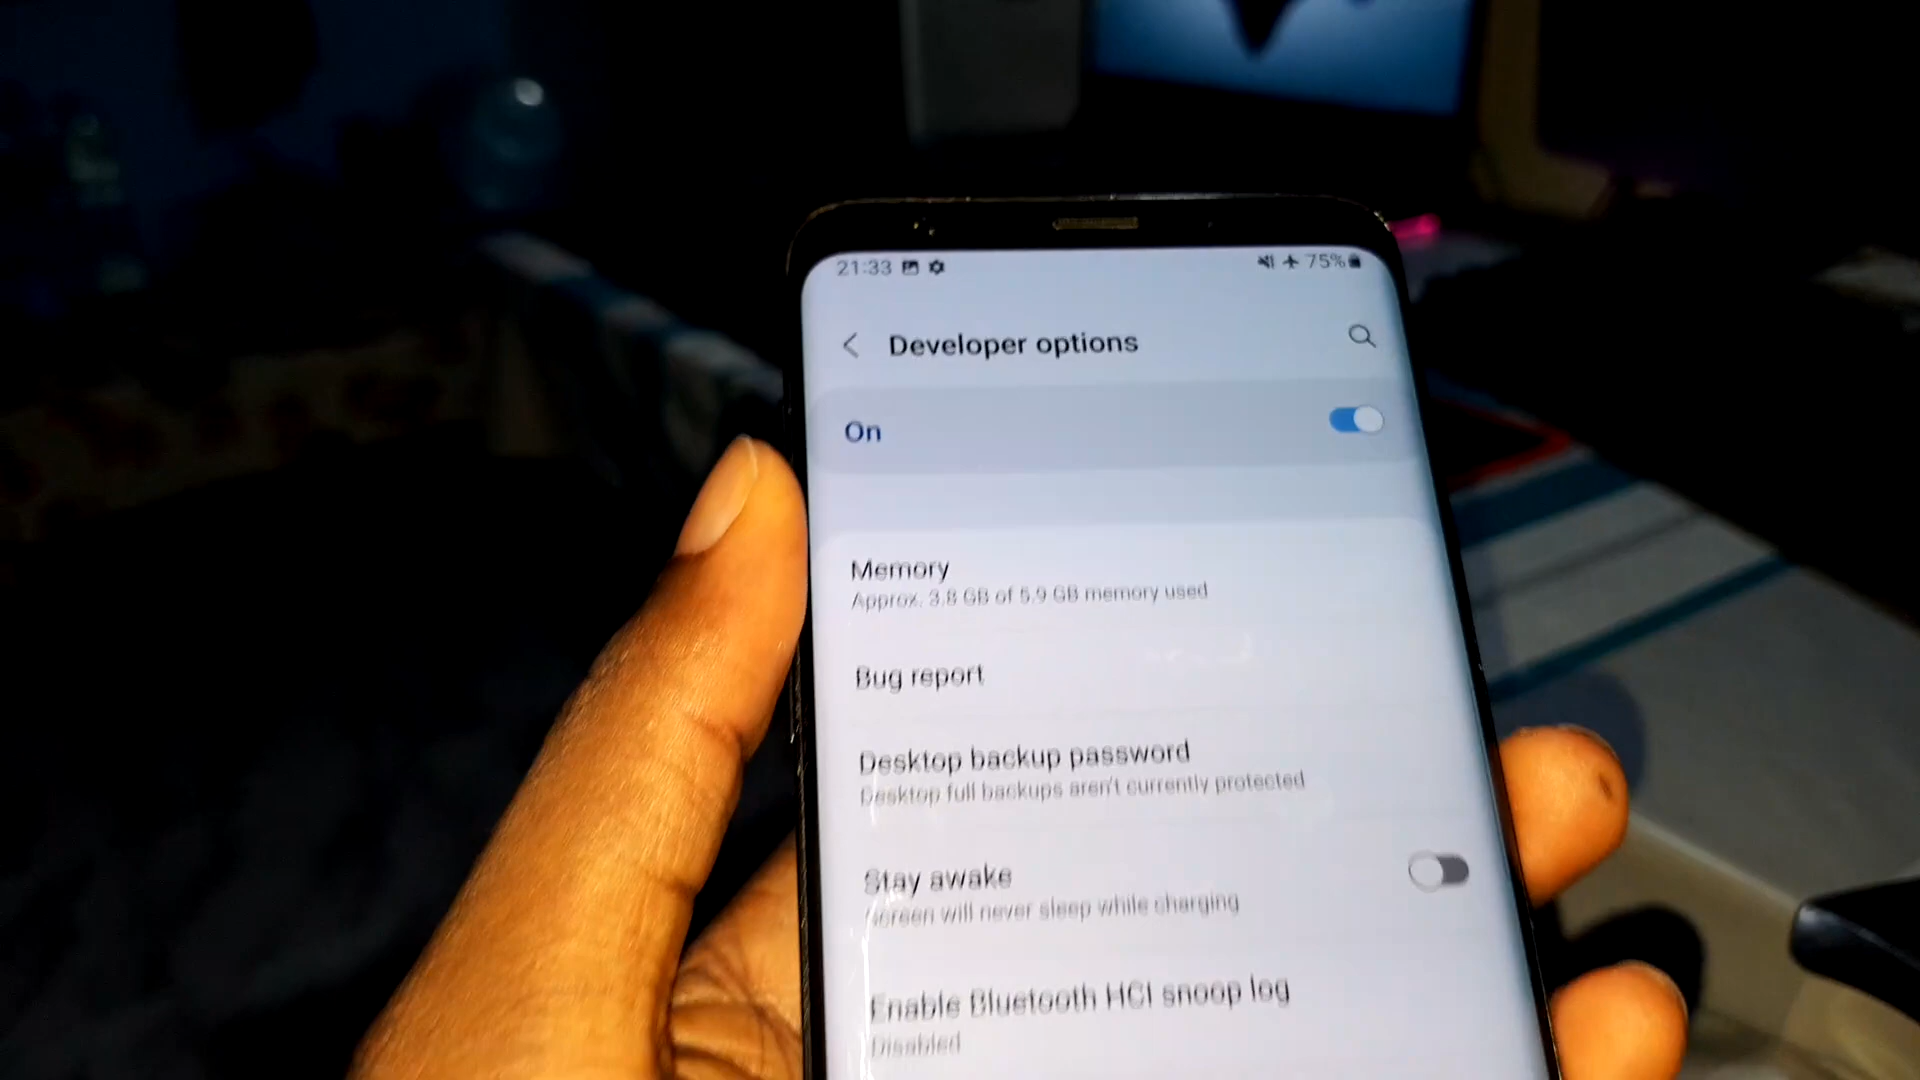 21:33 75%
Developer options
On
Memory
Approx. 3.8 GB of 5.9 GB memory used
Bug report
Desktop backup password
Desktop full backups aren't currently protected
Stay awake
Screen will never sleep while charging
Enable Bluetooth HCI snoop log
Disabled